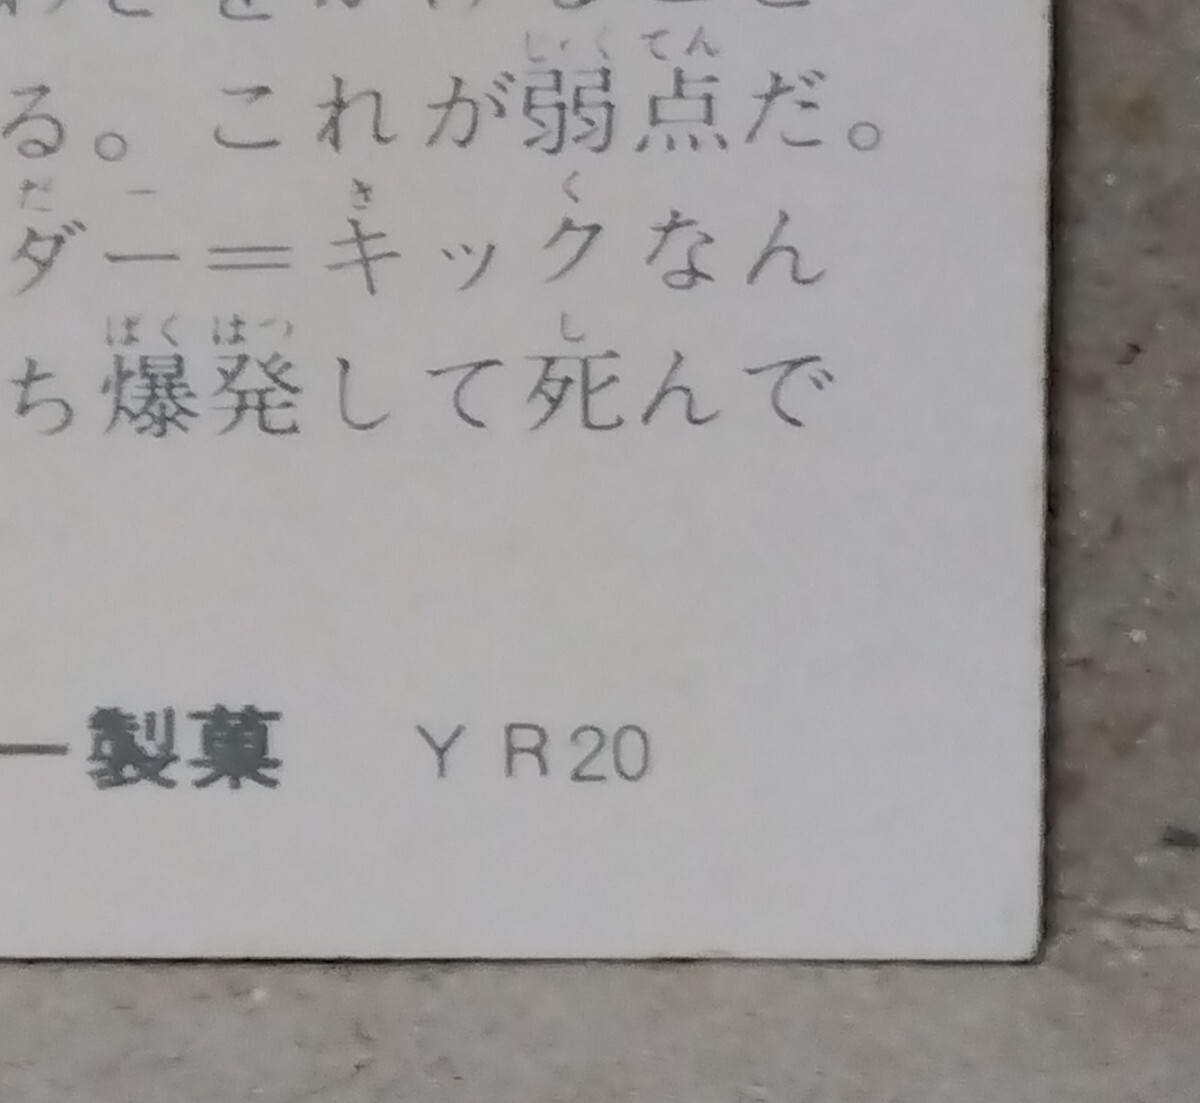 る。これが弱点だ。
ダー＝キックなん
ち爆発して死んで
ー製菓　ＹＲ20